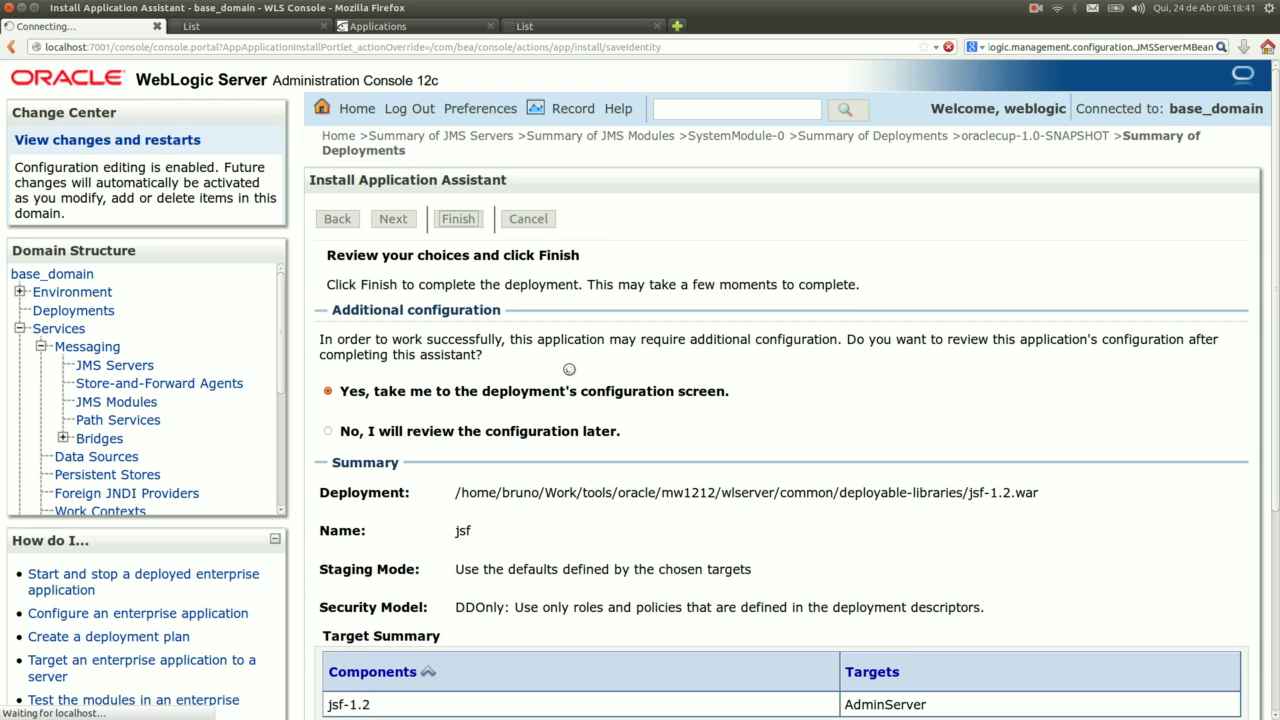 Install Application Assistant - base_domain - WLS Console - Mozilla Firefox
Qui, 24 de Abr 08:18:41
Connecting...
List
Applications
List
localhost:7001/console/console.portal?AppApplicationInstallPortlet_actionOverride=/com/bea/console/actions/app/install/saveIdentity
logic.management.configuration.JMSServerMBean
ORACLE WebLogic Server Administration Console 12c
Change Center
View changes and restarts
Configuration editing is enabled. Future
changes will automatically be activated
as you modify, add or delete items in this
domain.
Domain Structure
base_domain
Environment
Deployments
Services
Messaging
JMS Servers
Store-and-Forward Agents
JMS Modules
Path Services
Bridges
Data Sources
Persistent Stores
Foreign JNDI Providers
Work Contexts
How do I...
Start and stop a deployed enterprise
application
Configure an enterprise application
Create a deployment plan
Target an enterprise application to a
server
Test the modules in an enterprise
Waiting for localhost...
Home Log Out Preferences Record Help
Welcome, weblogic Connected to: base_domain
Home >Summary of JMS Servers >Summary of JMS Modules >SystemModule-0 >Summary of Deployments >oraclecup-1.0-SNAPSHOT >Summary of
Deployments
Install Application Assistant
Back Next Finish Cancel
Review your choices and click Finish
Click Finish to complete the deployment. This may take a few moments to complete.
Additional configuration
In order to work successfully, this application may require additional configuration. Do you want to review this application's configuration after
completing this assistant?
Yes, take me to the deployment's configuration screen.
No, I will review the configuration later.
Summary
Deployment: /home/bruno/Work/tools/oracle/mw1212/wlserver/common/deployable-libraries/jsf-1.2.war
Name: jsf
Staging Mode: Use the defaults defined by the chosen targets
Security Model: DDOnly: Use only roles and policies that are defined in the deployment descriptors.
Target Summary
Components Targets
jsf-1.2 AdminServer